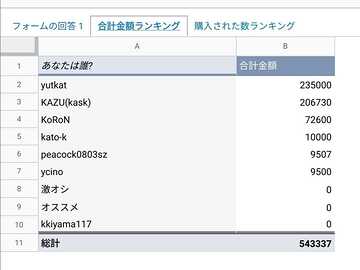 フォームの回答 1 合計金額ランキング 購入された数ランキング
A B
1 あなたは誰? 合計金額
2 yutkat 235000
3 KAZU(kask) 206730
4 KoRoN 72600
5 kato-k 10000
6 peacock0803sz 9507
7 ycino 9500
8 激オシ 0
9 オススメ 0
10 kkiyama117 0
11 総計 543337